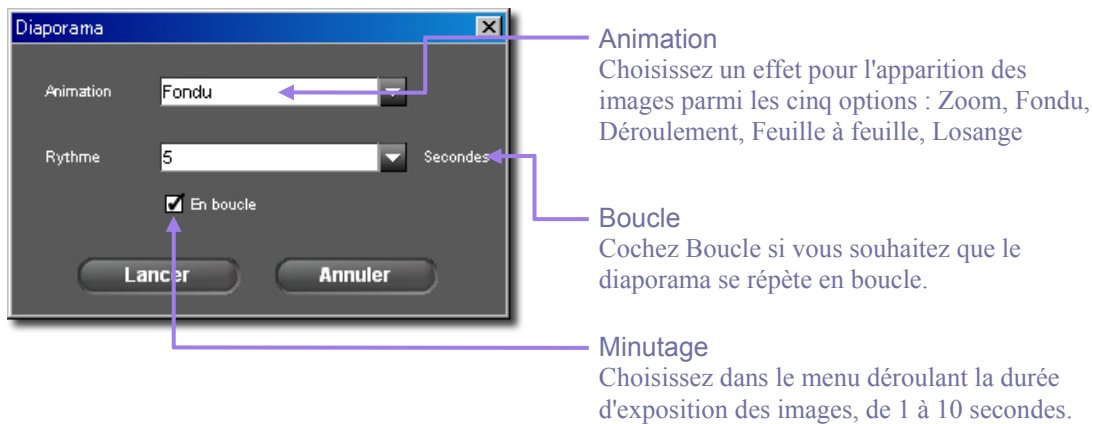 Diaporama
Animation
Fondu
Rythme
5
Secondes
En boucle
Lancer
Annuler
Animation
Choisissez un effet pour l'apparition des
images parmi les cinq options : Zoom, Fondu,
Déroulement, Feuille à feuille, Losange
Boucle
Cochez Boucle si vous souhaitez que le
diaporama se répète en boucle.
Minutage
Choisissez dans le menu déroulant la durée
d'exposition des images, de 1 à 10 secondes.